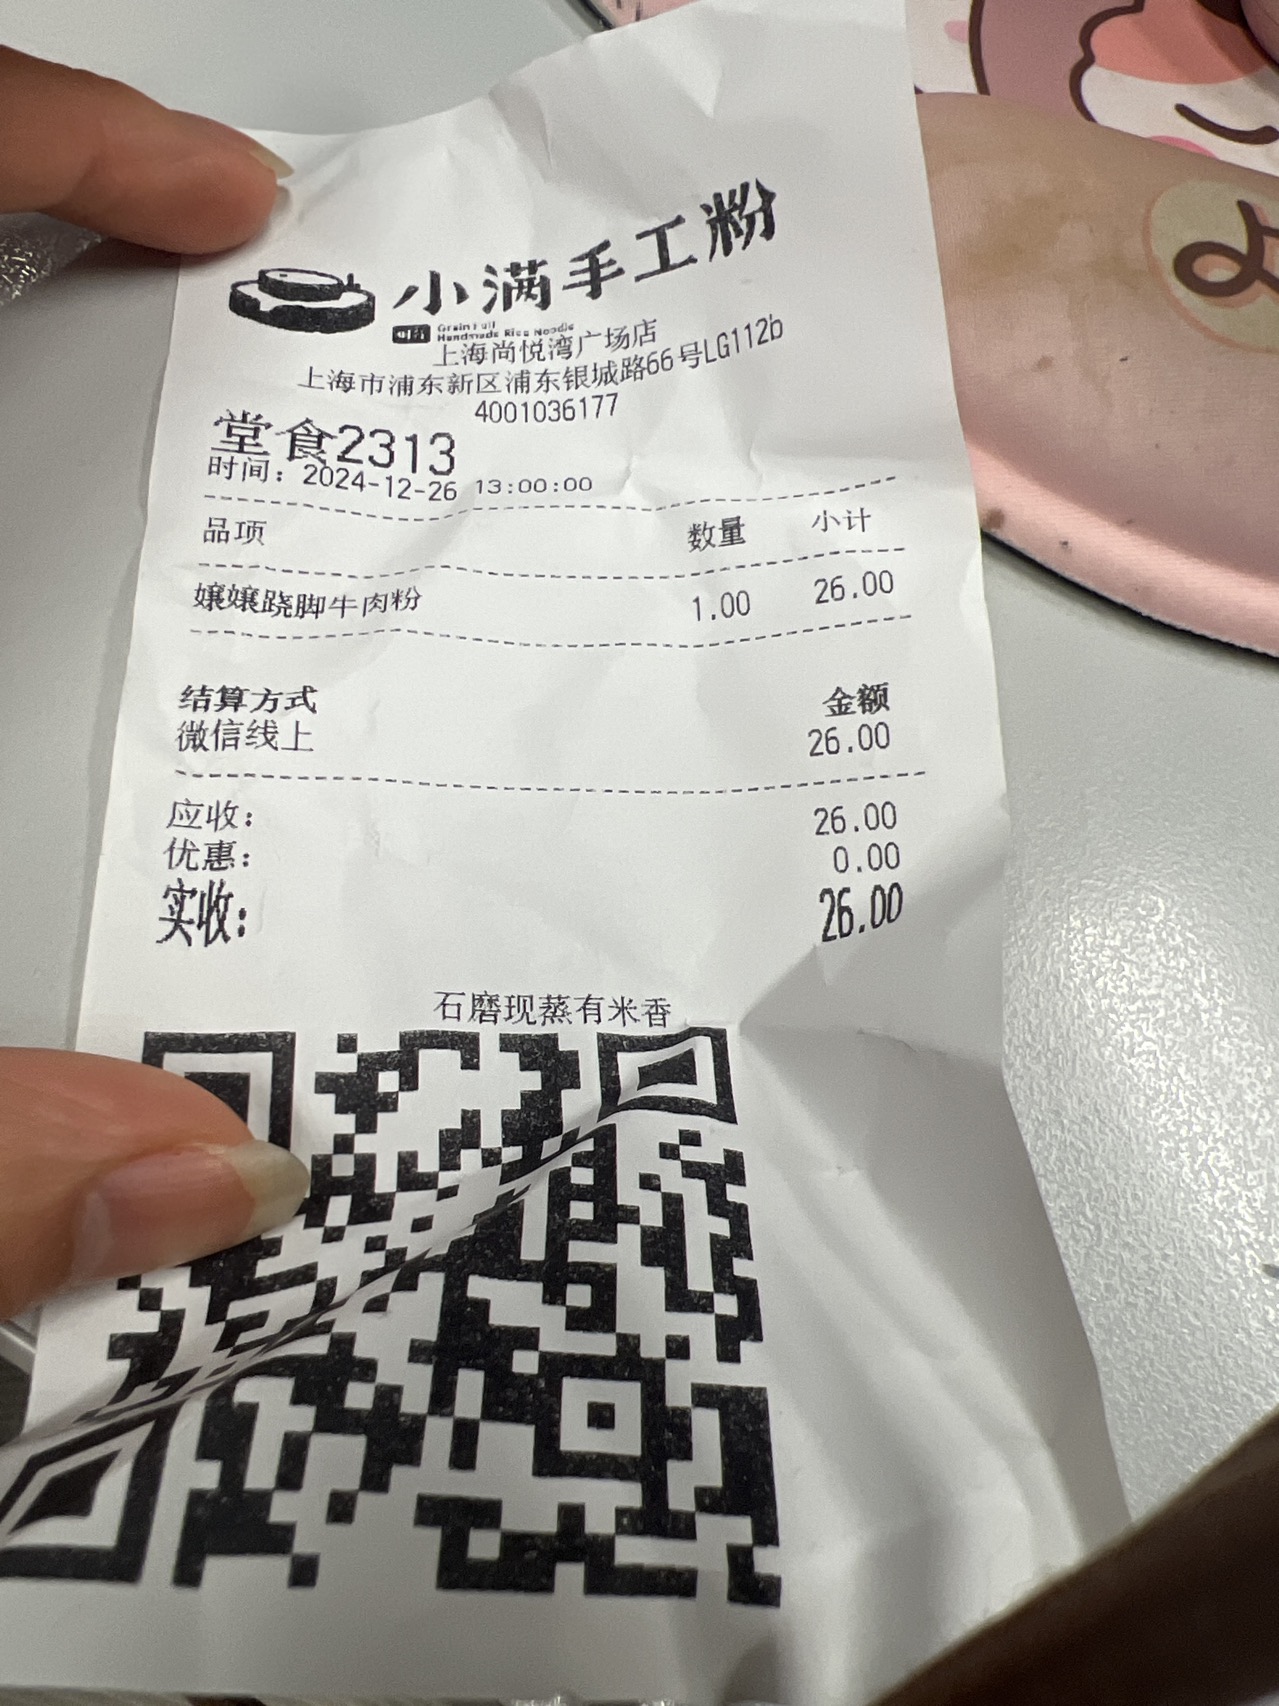 小满手工粉
Grain Full
Handmade Rice Noodle
上海尚悦湾广场店
上海市浦东新区浦东银城路66号LG112b
4001036177
堂食2313
时间：2024-12-26 13:00:00
品项 数量 小计
嬢嬢跷脚牛肉粉 1.00 26.00
结算方式 金额
微信线上 26.00
应收： 26.00
优惠： 0.00
实收： 26.00
石磨现蒸有米香